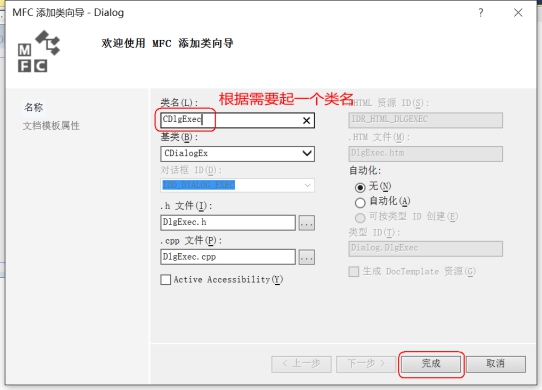 MFC 添加类向导 - Dialog
? ×
MFC
欢迎使用 MFC 添加类向导
名称
文档模板属性
类名(L):
根据需要起一个类名
CDlgExec
基类(B):
CDialogEx
对话框 ID(D):
IDD_DIALOG_EXEC
.h 文件(I):
DlgExec.h
...
.cpp 文件(P):
DlgExec.cpp
...
Active Accessibility(Y)
HTML 资源 ID(S):
IDR_HTML_DLGEXEC
.HTM 文件(M):
DlgExec.htm
自动化:
无(N)
自动化(A)
可按类型 ID 创建(E)
类型 ID(T):
Dialog.DlgExec
生成 DocTemplate 资源(G)
< 上一步
下一步 >
完成
取消